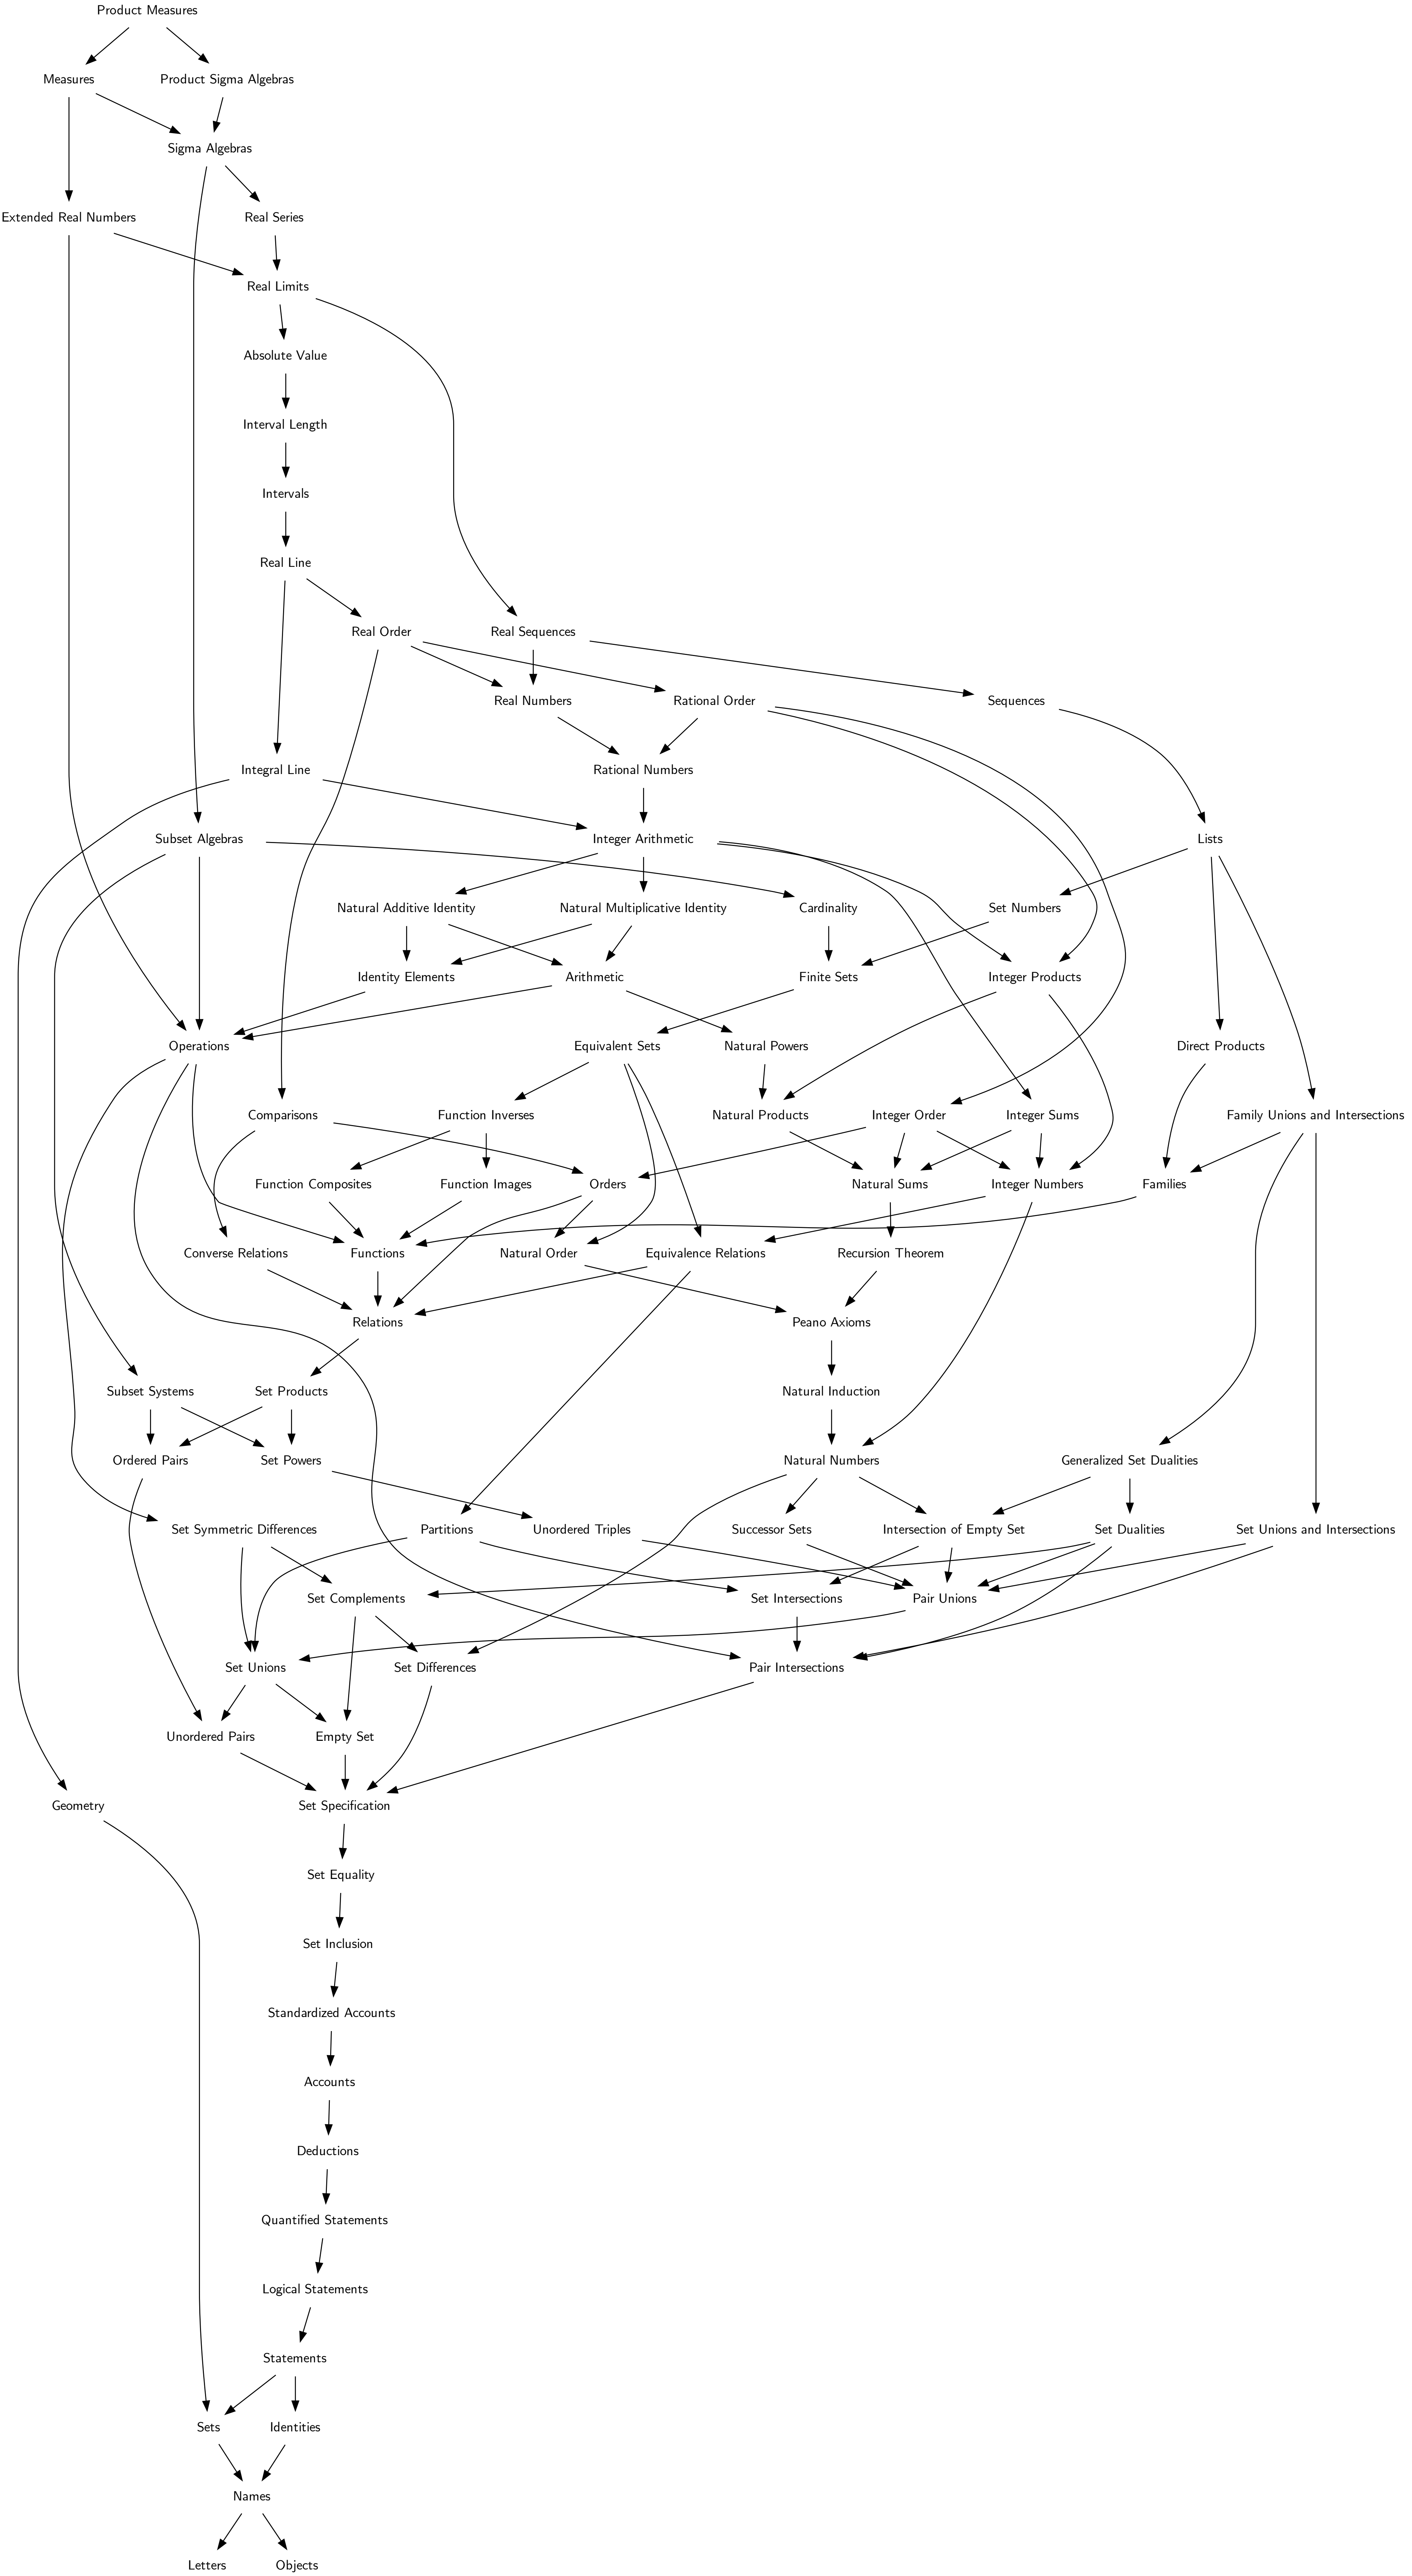 Product Measures
Measures
Product Sigma Algebras
Sigma Algebras
Extended Real Numbers
Real Series
Real Limits
Absolute Value
Interval Length
Intervals
Real Line
Real Order
Real Sequences
Real Numbers
Rational Order
Sequences
Integral Line
Rational Numbers
Subset Algebras
Integer Arithmetic
Lists
Natural Additive Identity
Natural Multiplicative Identity
Cardinality
Set Numbers
Identity Elements
Arithmetic
Finite Sets
Integer Products
Operations
Equivalent Sets
Natural Powers
Direct Products
Comparisons
Function Inverses
Natural Products
Integer Order
Integer Sums
Family Unions and Intersections
Function Composites
Function Images
Orders
Natural Sums
Integer Numbers
Families
Converse Relations
Functions
Natural Order
Equivalence Relations
Recursion Theorem
Relations
Peano Axioms
Subset Systems
Set Products
Natural Induction
Ordered Pairs
Set Powers
Natural Numbers
Generalized Set Dualities
Set Symmetric Differences
Partitions
Unordered Triples
Successor Sets
Intersection of Empty Set
Set Dualities
Set Unions and Intersections
Set Complements
Set Intersections
Pair Unions
Set Unions
Set Differences
Pair Intersections
Unordered Pairs
Empty Set
Geometry
Set Specification
Set Equality
Set Inclusion
Standardized Accounts
Accounts
Deductions
Quantified Statements
Logical Statements
Statements
Sets
Identities
Names
Letters
Objects